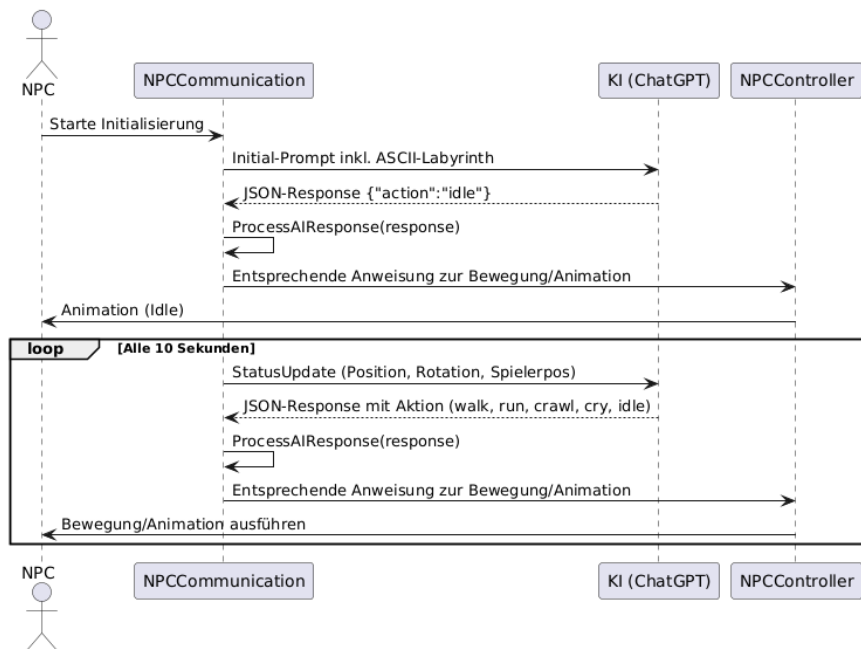 NPC
NPCCommunication
KI (ChatGPT)
NPCController
Starte Initialisierung
Initial-Prompt inkl. ASCII-Labyrinth
JSON-Response {"action":"idle"}
ProcessAIResponse(response)
Entsprechende Anweisung zur Bewegung/Animation
Animation (Idle)
loop [Alle 10 Sekunden]
StatusUpdate (Position, Rotation, Spielerpos)
JSON-Response mit Aktion (walk, run, crawl, cry, idle)
ProcessAIResponse(response)
Entsprechende Anweisung zur Bewegung/Animation
Bewegung/Animation ausführen
NPC
NPCCommunication
KI (ChatGPT)
NPCController